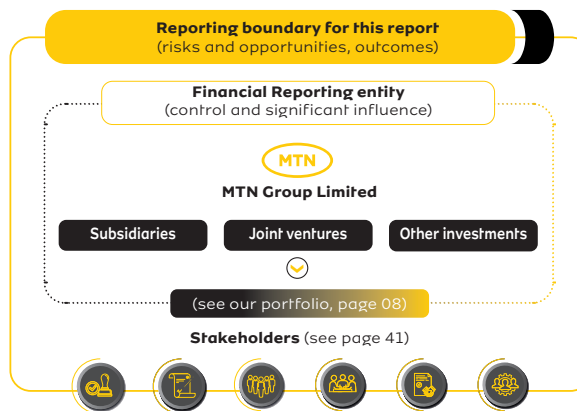 Reporting boundary for this report
(risks and opportunities, outcomes)
Financial Reporting entity
(control and significant influence)
MTN
MTN Group Limited
Subsidiaries
Joint ventures
Other investments
(see our portfolio, page 08)
Stakeholders (see page 41)